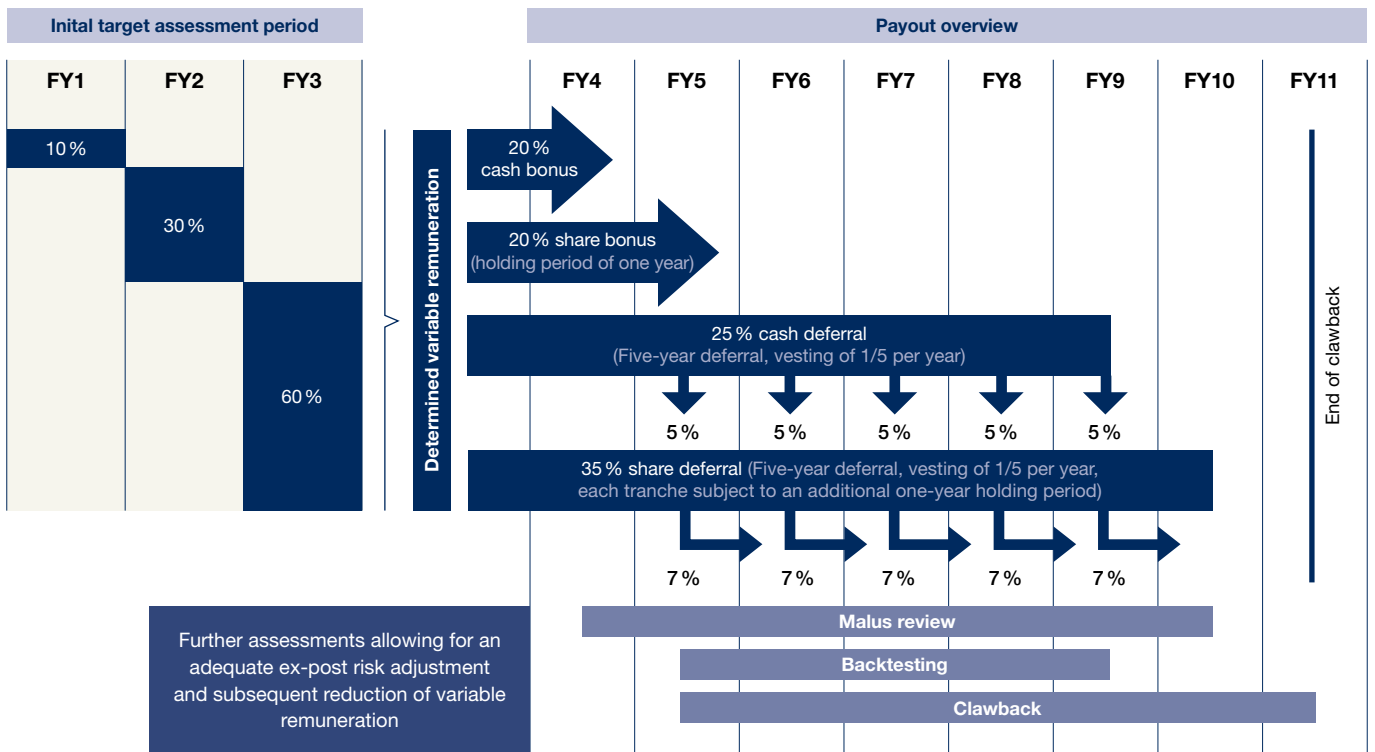 Inital target assessment period
Payout overview
FY1
FY2
FY3
FY4
FY5
FY6
FY7
FY8
FY9
FY10
FY11
10 %
30 %
60 %
Determined variable remuneration
20 %
cash bonus
20 % share bonus
(holding period of one year)
25 % cash deferral
(Five-year deferral, vesting of 1/5 per year)
5 %
5 %
5 %
5 %
5 %
35 % share deferral (Five-year deferral, vesting of 1/5 per year,
each tranche subject to an additional one-year holding period)
7 %
7 %
7 %
7 %
7 %
End of clawback
Further assessments allowing for an
adequate ex-post risk adjustment
and subsequent reduction of variable
remuneration
Malus review
Backtesting
Clawback